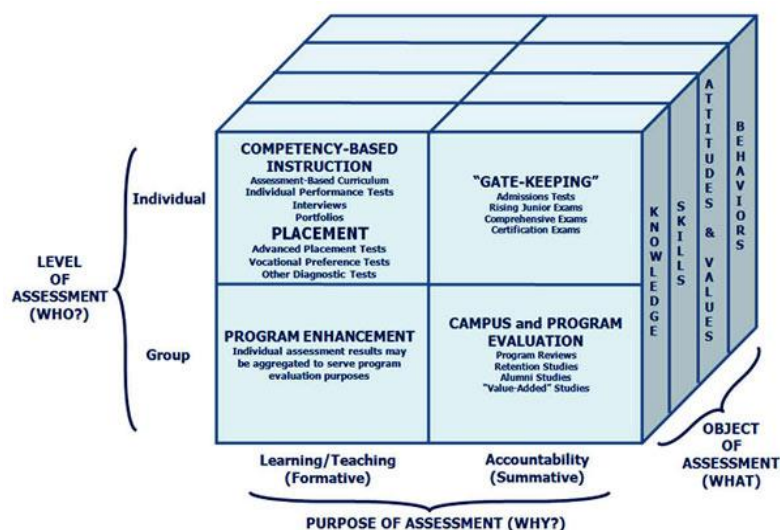 COMPETENCY-BASED
INSTRUCTION
Assessment-Based Curriculum
Individual Performance Tests
Interviews
Portfolios
PLACEMENT
Advanced Placement Tests
Vocational Preference Tests
Other Diagnostic Tests
"GATE-KEEPING"
Admissions Tests
Rising Junior Exams
Comprehensive Exams
Certification Exams
Individual
LEVEL
OF
ASSESSMENT
(WHO?)
Group
PROGRAM ENHANCEMENT
Individual assessment results may
be aggregated to serve program
evaluation purposes
CAMPUS and PROGRAM
EVALUATION
Program Reviews
Retention Studies
Alumni Studies
"Value-Added" Studies
KNOWLEDGE
SKILLS
ATTITUDES & VALUES
BEHAVIORS
OBJECT
OF
ASSESSMENT
(WHAT)
Learning/Teaching
(Formative)
Accountability
(Summative)
PURPOSE OF ASSESSMENT (WHY?)